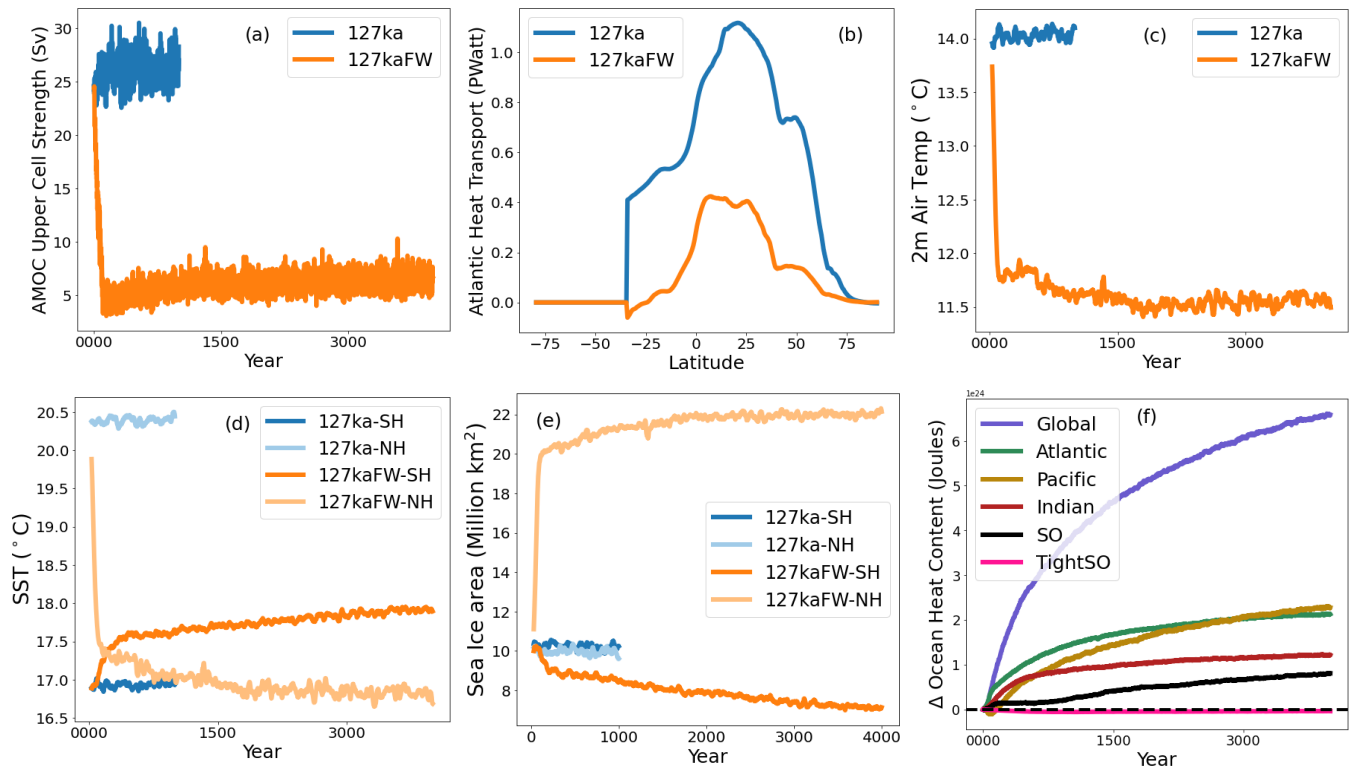 (a)
127ka
127kaFW
AMOC Upper Cell Strength (Sv)
30
25
20
15
10
5
0000
1500
3000
Year
(b)
127ka
127kaFW
Atlantic Heat Transport (PWatt)
1.0
0.8
0.6
0.4
0.2
0.0
−75
−50
−25
0
25
50
75
Latitude
(c)
127ka
127kaFW
2m Air Temp (°C)
14.0
13.5
13.0
12.5
12.0
11.5
0000
1500
3000
Year
(d)
127ka-SH
127ka-NH
127kaFW-SH
127kaFW-NH
SST (°C)
20.5
20.0
19.5
19.0
18.5
18.0
17.5
17.0
16.5
0000
1500
3000
Year
(e)
127ka-SH
127ka-NH
127kaFW-SH
127kaFW-NH
Sea Ice area (Million km²)
22
20
18
16
14
12
10
8
0
1000
2000
3000
4000
Year
1e24
(f)
Global
Atlantic
Pacific
Indian
SO
TightSO
Δ Ocean Heat Content (Joules)
6
5
4
3
2
1
0
0000
1500
3000
Year